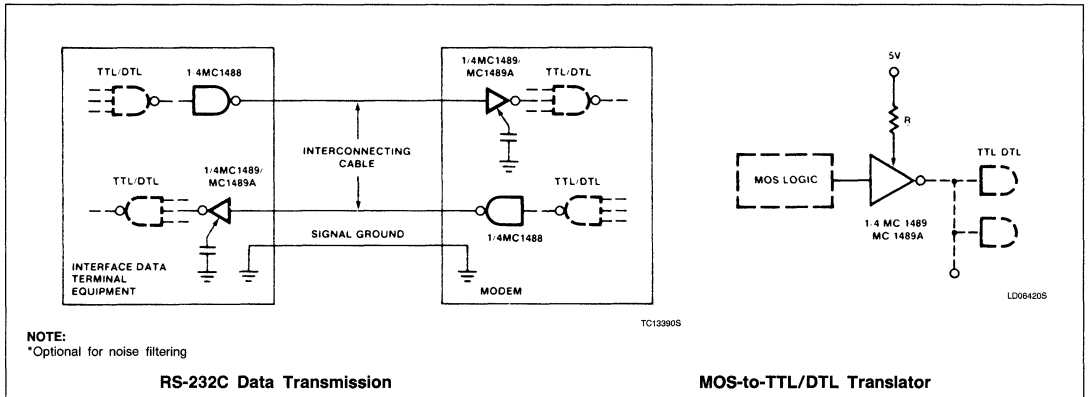 TTL/DTL
1/4MC1488
1/4MC1489/
MC1489A
TTL/DTL
INTERCONNECTING
CABLE
TTL/DTL
1/4MC1489/
MC1489A
TTL/DTL
1/4MC1488
SIGNAL GROUND
INTERFACE DATA
TERMINAL
EQUIPMENT
MODEM
TC13390S
5V
R
MOS LOGIC
TTL DTL
1/4 MC 1489
MC 1489A
LD06420S
NOTE:
*Optional for noise filtering
RS-232C Data Transmission
MOS-to-TTL/DTL Translator